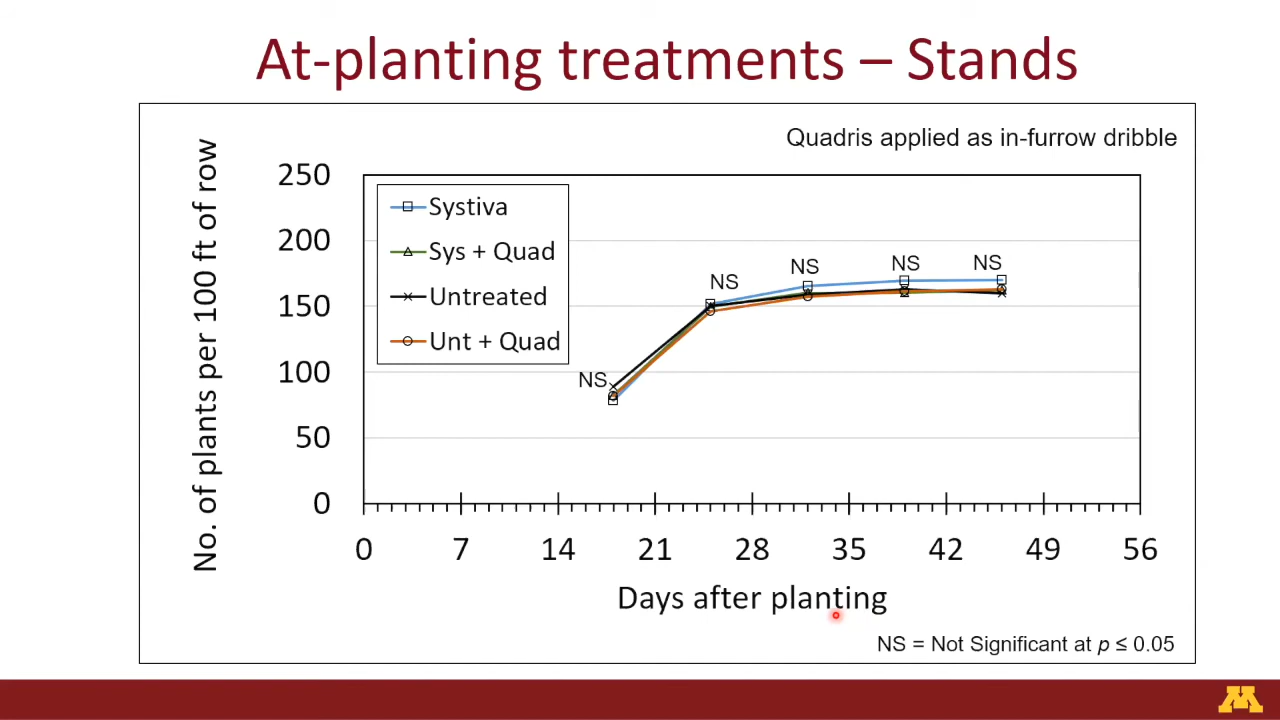 At-planting treatments – Stands
Quadris applied as in-furrow dribble
No. of plants per 100 ft of row
250
200
150
100
50
0
Systiva
Sys + Quad
Untreated
Unt + Quad
NS
NS
NS
NS
NS
0 7 14 21 28 35 42 49 56
Days after planting
NS = Not Significant at p ≤ 0.05
M